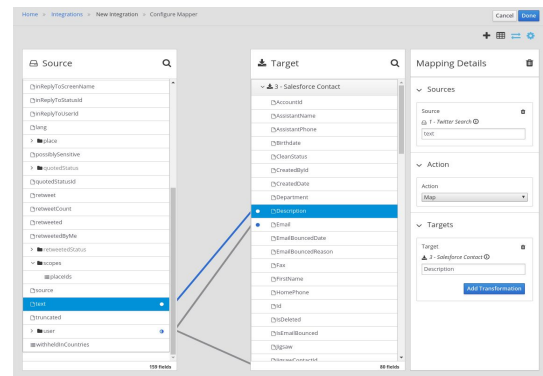 Home » Integrations » New Integration » Configure Mapper
Cancel Done
Source
inReplyToScreenName
inReplyToStatusId
inReplyToUserId
lang
place
possiblySensitive
quotedStatus
quotedStatusId
retweet
retweetCount
retweeted
retweetedByMe
retweetedStatus
scopes
placeIds
source
text
truncated
user
withheldInCountries
159 fields
Target
3 - Salesforce Contact
AccountId
AssistantName
AssistantPhone
Birthdate
CleanStatus
CreatedById
CreatedDate
Department
Description
Email
EmailBouncedDate
EmailBouncedReason
Fax
FirstName
HomePhone
Id
IsDeleted
IsEmailBounced
Jigsaw
JigsawContactId
80 fields
Mapping Details
Sources
Source
1 - Twitter Search
text
Action
Action
Map
Targets
Target
3 - Salesforce Contact
Description
Add Transformation